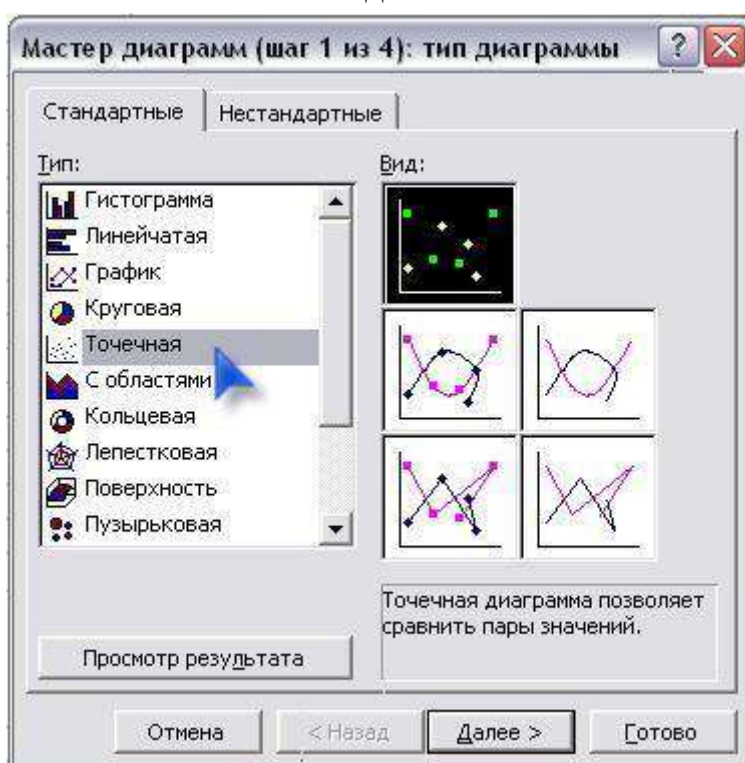 Мастер диаграмм (шаг 1 из 4): тип диаграммы
Стандартные
Нестандартные
Тип:
Гистограмма
Линейчатая
График
Круговая
Точечная
С областями
Кольцевая
Лепестковая
Поверхность
Пузырьковая
Вид:
Точечная диаграмма позволяет
сравнить пары значений.
Просмотр результата
Отмена
< Назад
Далее >
Готово